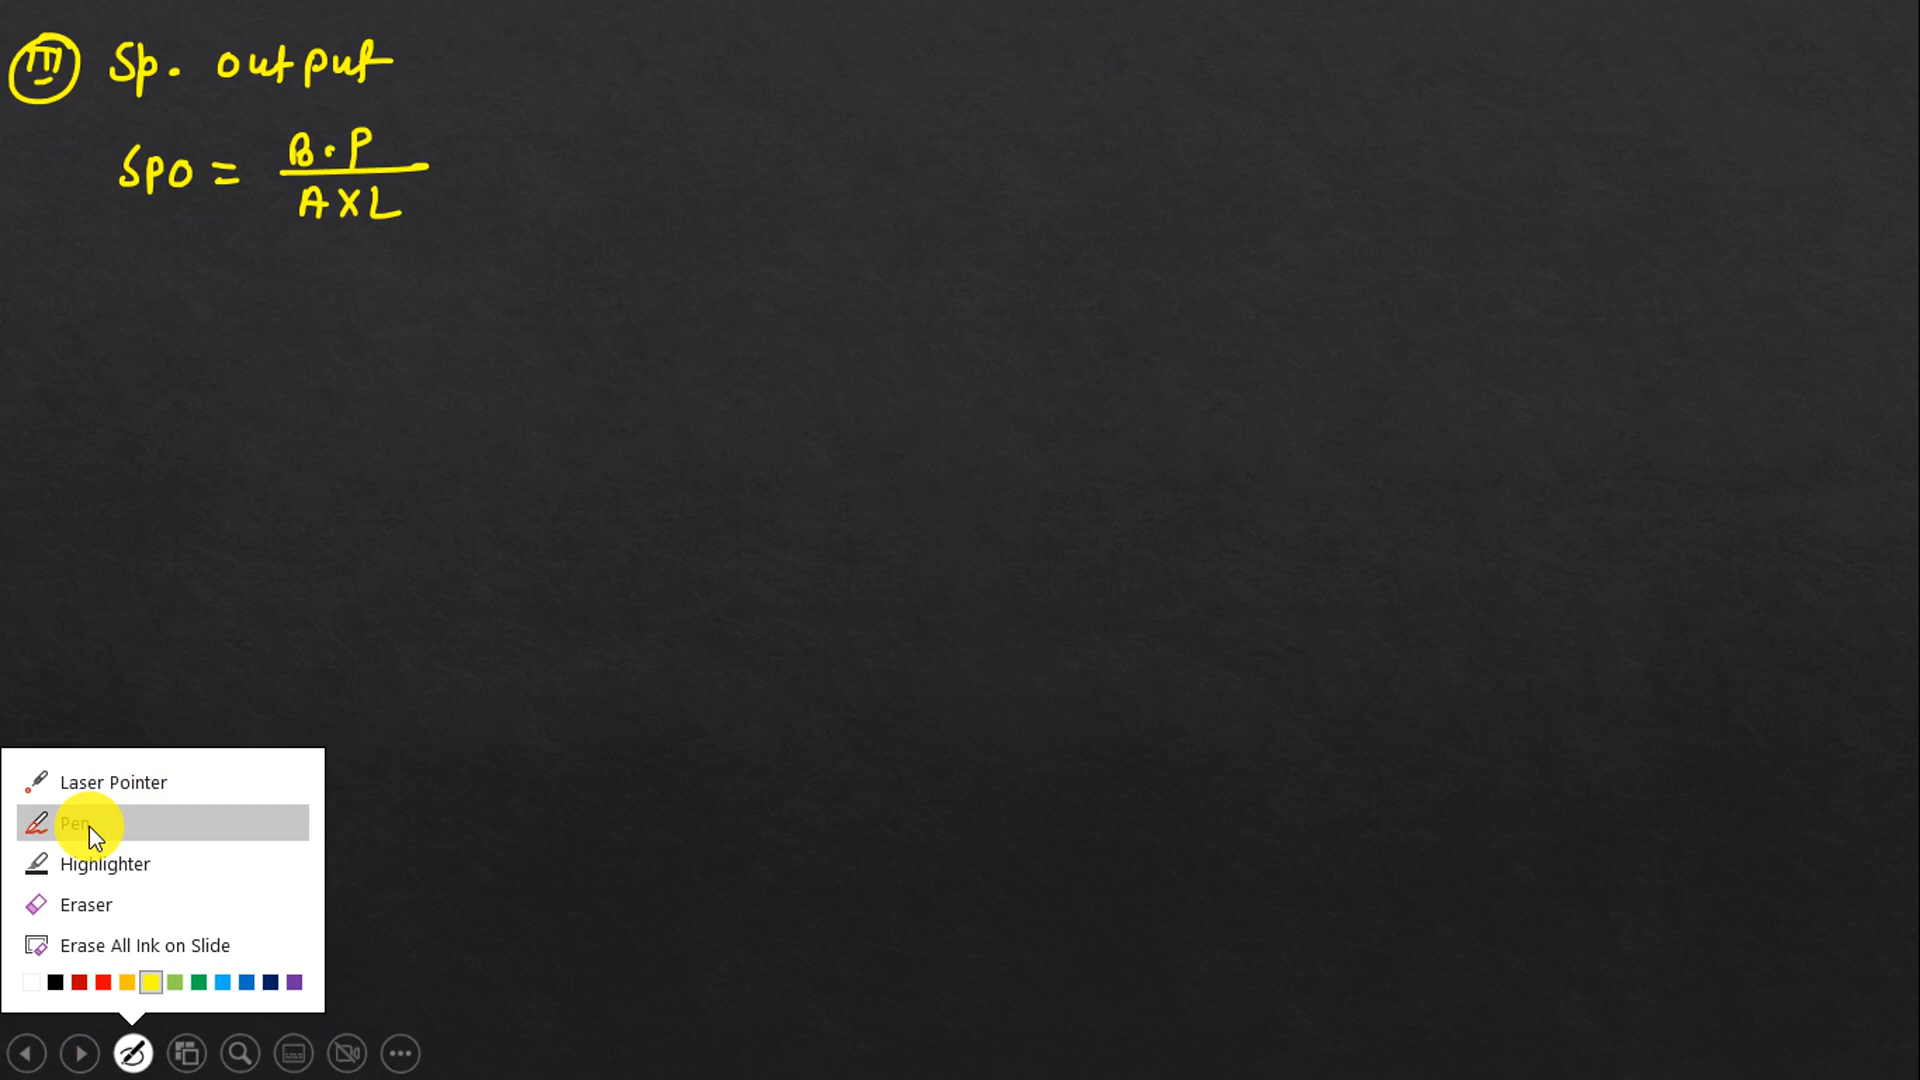 III Sp. output
SPO = B.P
A X L
Laser Pointer
Pen
Highlighter
Eraser
Erase All Ink on Slide